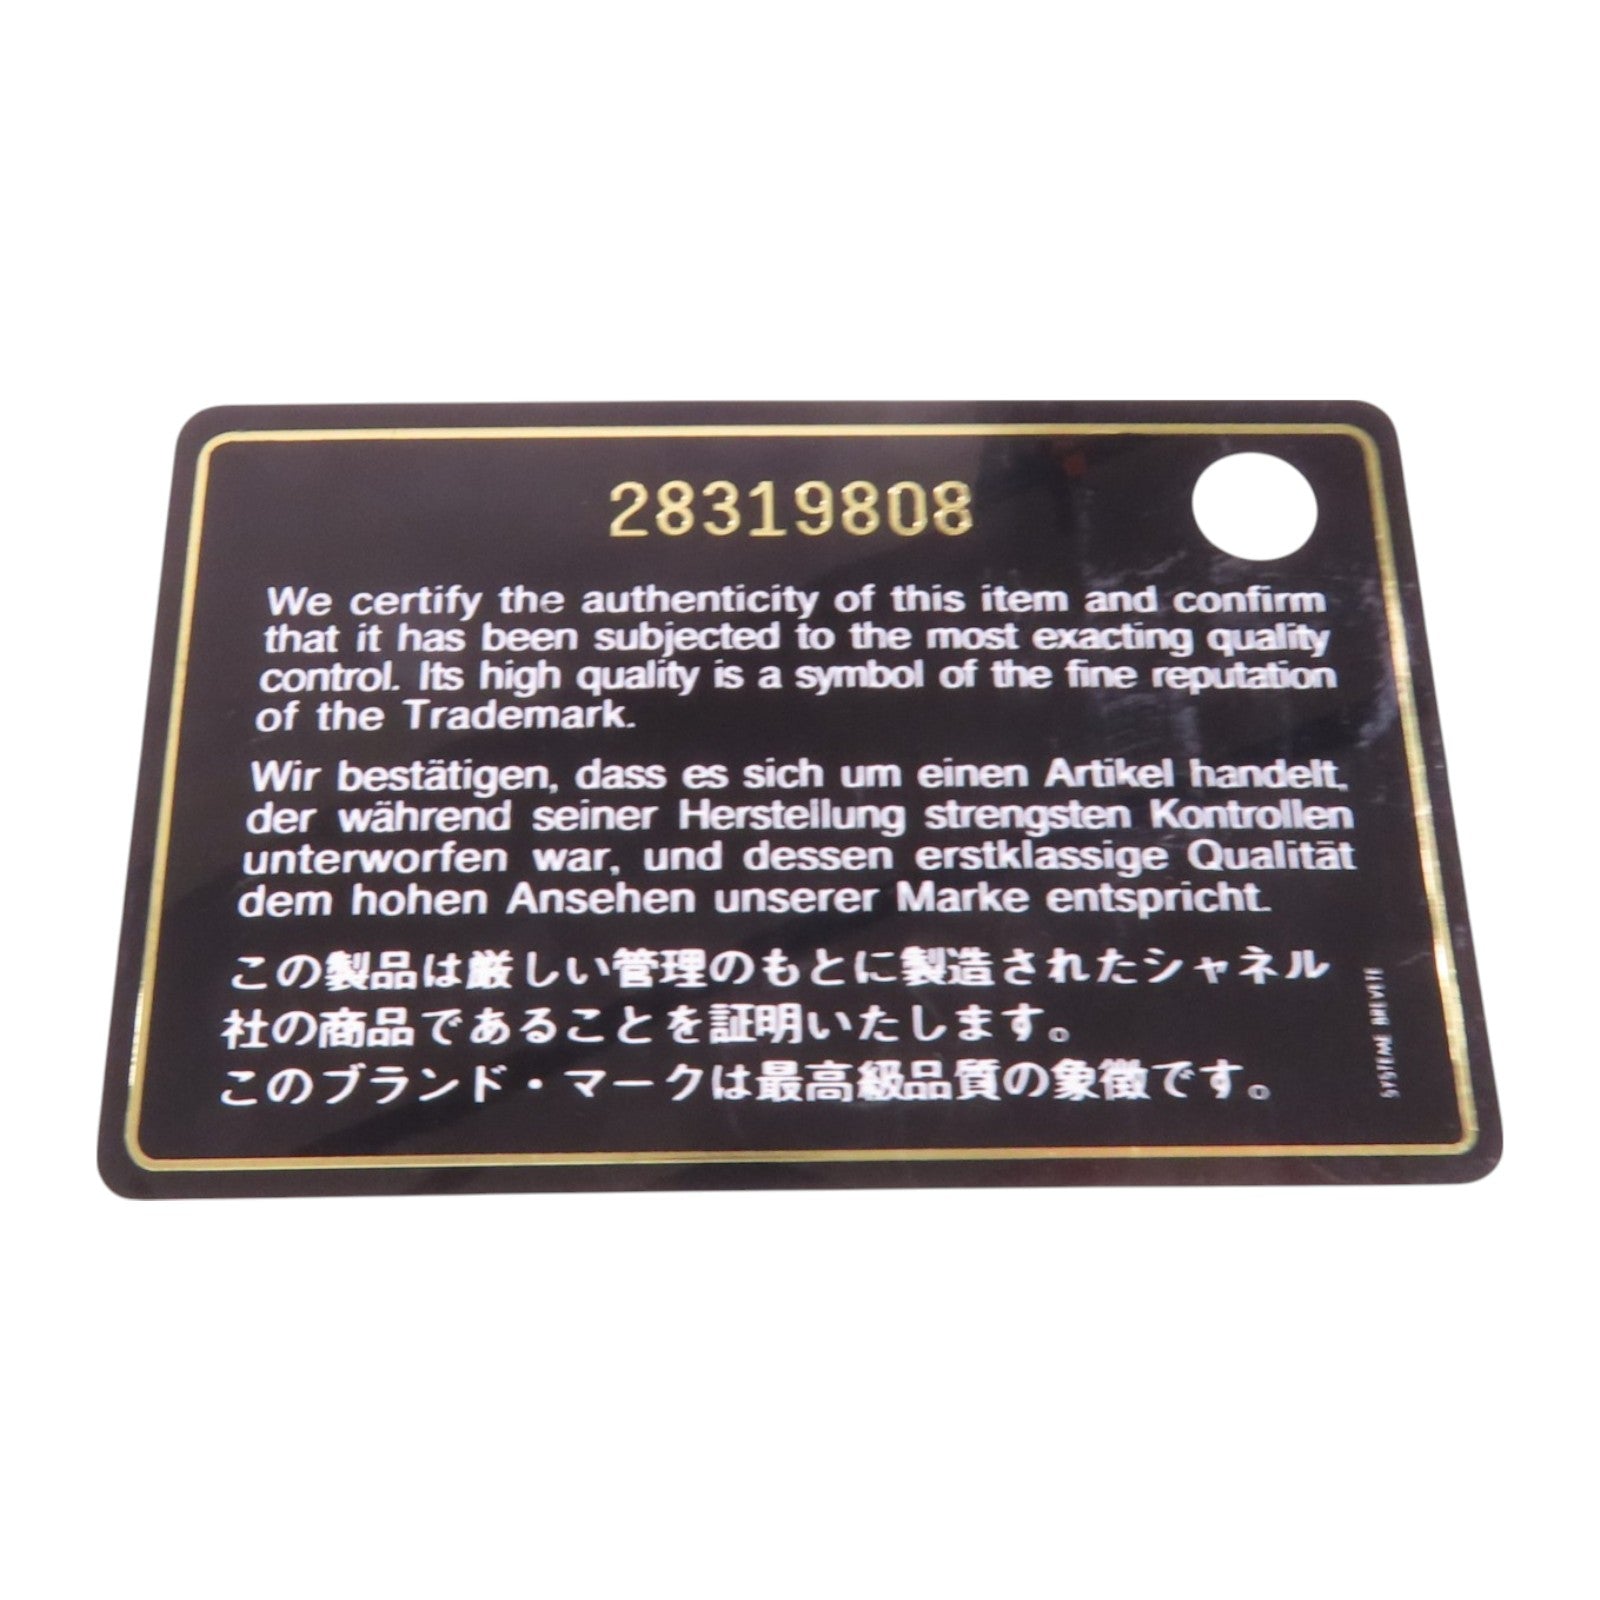 28319808
We certify the authenticity of this item and confirm
that it has been subjected to the most exacting quality
control. Its high quality is a symbol of the fine reputation
of the Trademark.
Wir bestätigen, dass es sich um einen Artikel handelt,
der während seiner Herstellung strengsten Kontrollen
unterworfen war, und dessen erstklassige Qualität
dem hohen Ansehen unserer Marke entspricht.
この製品は厳しい管理のもとに製造されたシャネル
社の商品であることを証明いたします。
このブランド・マークは最高級品質の象徴です。
SYSTEME BREVETE